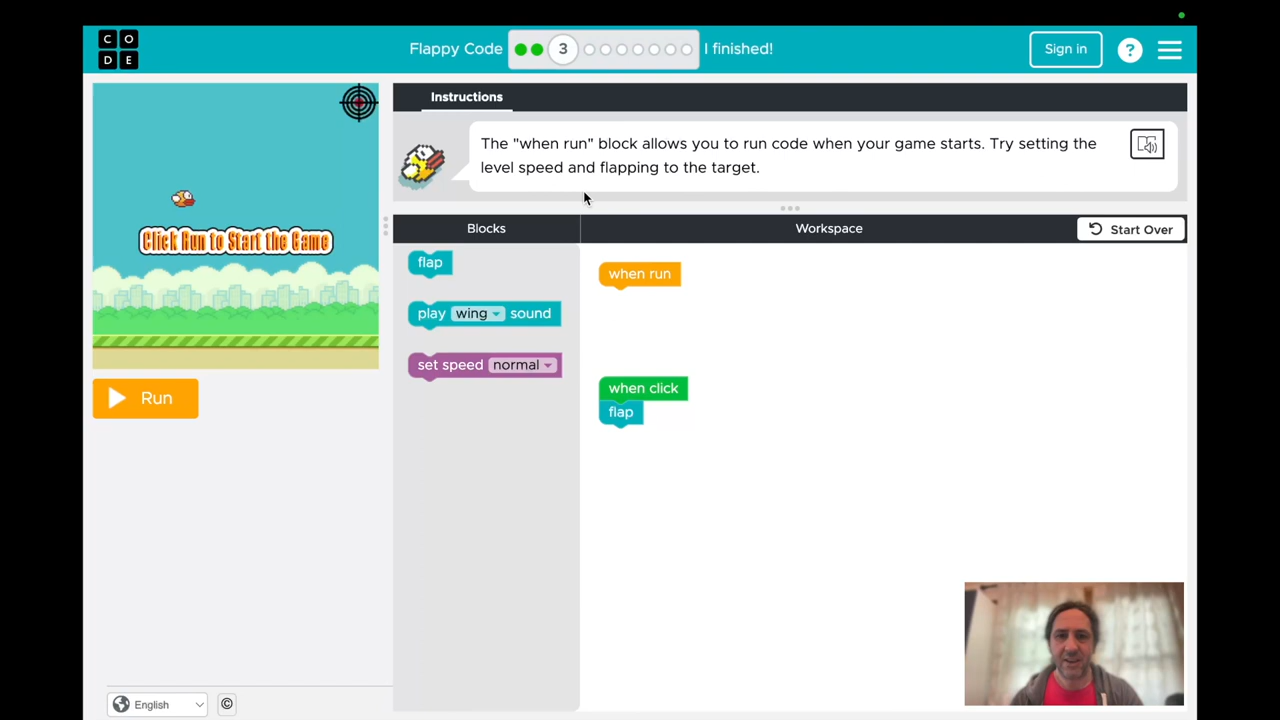 CODE
Flappy Code
3
I finished!
Sign in
?
Instructions
The "when run" block allows you to run code when your game starts. Try setting the
level speed and flapping to the target.
Click Run to Start the Game
Blocks
Workspace
Start Over
flap
play wing sound
set speed normal
when run
when click
flap
Run
English
©